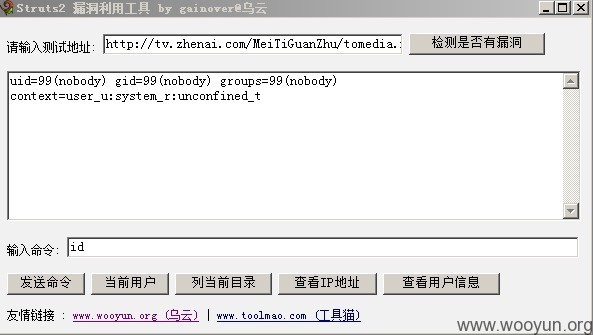 Struts2 漏洞利用工具 by gainover@乌云
请输入测试地址: http://tv.zhenai.com/MeiTiGuanZhu/tomedia. 检测是否有漏洞
uid=99(nobody) gid=99(nobody) groups=99(nobody)
context=user_u:system_r:unconfined_t
输入命令: id
发送命令 当前用户 列当前目录 查看IP地址 查看用户信息
友情链接 : www.wooyun.org (乌云) | www.toolmao.com (工具猫)
www.wooyun.org